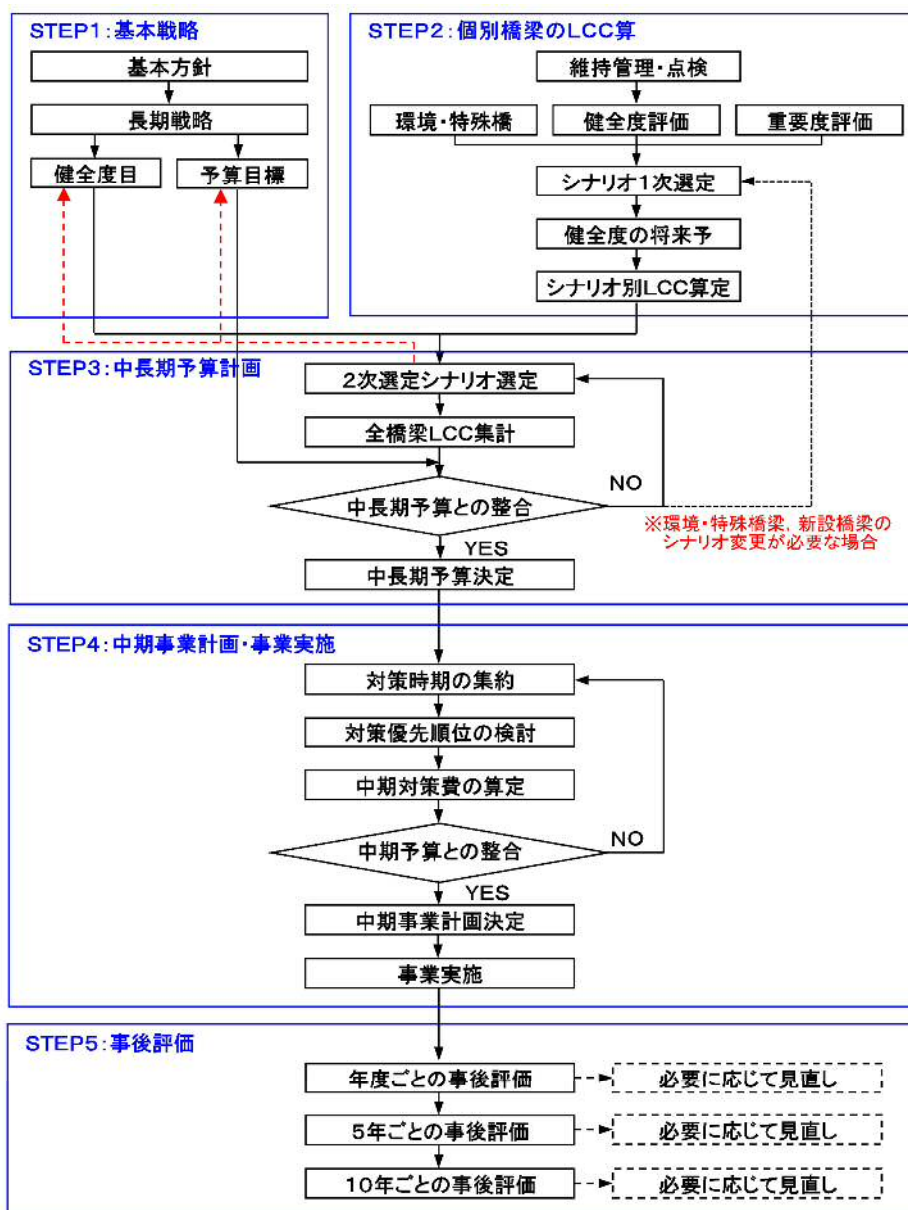 STEP1:基本戦略
基本方針
長期戦略
健全度目
予算目標
STEP2:個別橋梁のLCC算
維持管理・点検
環境・特殊橋
健全度評価
重要度評価
シナリオ1次選定
健全度の将来予
シナリオ別LCC算定
STEP3:中長期予算計画
2次選定シナリオ選定
全橋梁LCC集計
中長期予算との整合
NO
YES
※環境・特殊橋梁,新設橋梁の
シナリオ変更が必要な場合
中長期予算決定
STEP4:中期事業計画・事業実施
対策時期の集約
対策優先順位の検討
中期対策費の算定
中期予算との整合
NO
YES
中期事業計画決定
事業実施
STEP5:事後評価
年度ごとの事後評価
必要に応じて見直し
5年ごとの事後評価
必要に応じて見直し
10年ごとの事後評価
必要に応じて見直し